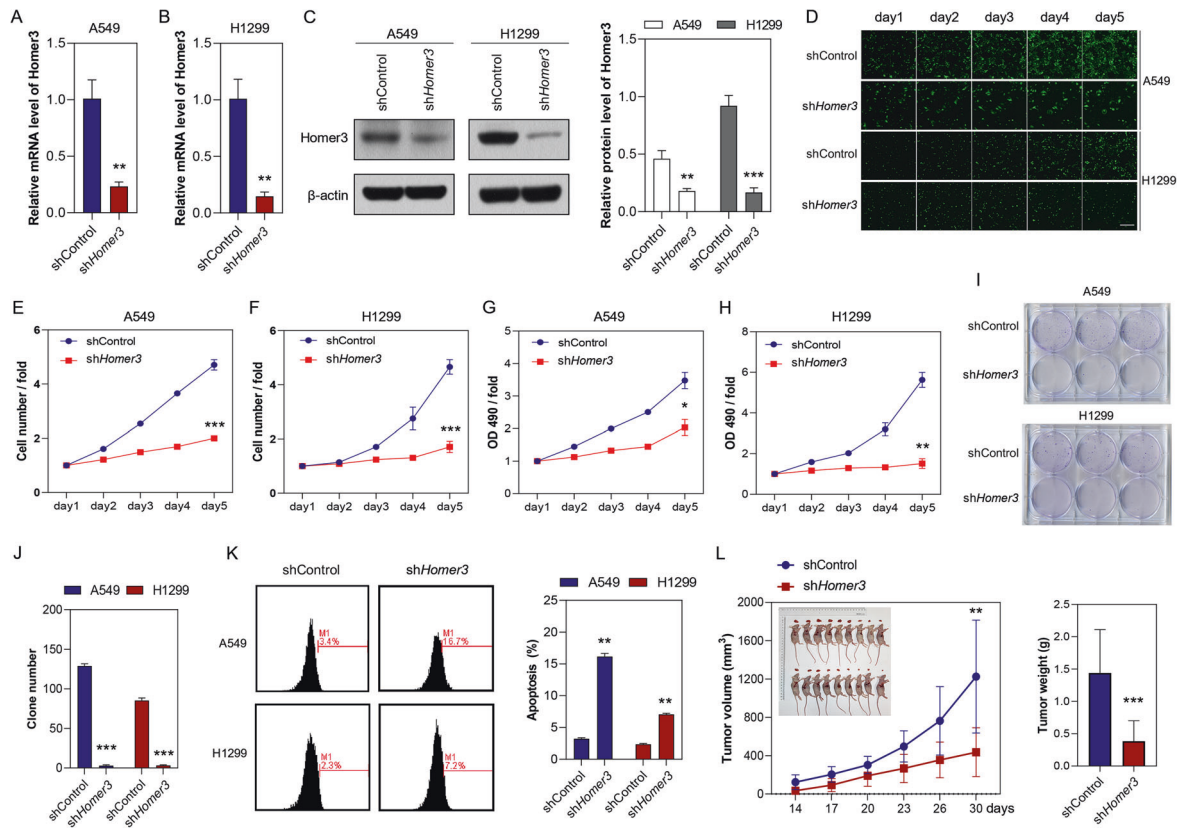 A
A549
Relative mRNA level of Homer3
1.5
1.0
0.5
0.0
**
shControl
shHomer3
B
H1299
Relative mRNA level of Homer3
1.5
1.0
0.5
0.0
**
shControl
shHomer3
C
A549
H1299
shControl
shHomer3
shControl
shHomer3
Homer3
β-actin
A549
H1299
Relative protein level of Homer3
1.5
1.0
0.5
0.0
**
***
shControl
shHomer3
shControl
shHomer3
D
day1 day2 day3 day4 day5
shControl
shHomer3
shControl
shHomer3
A549
H1299
E
A549
Cell number / fold
6
4
2
0
shControl
shHomer3
***
day1 day2 day3 day4 day5
F
H1299
Cell number / fold
6
4
2
0
shControl
shHomer3
***
day1 day2 day3 day4 day5
G
A549
OD 490 / fold
5
4
3
2
1
0
shControl
shHomer3
*
day1 day2 day3 day4 day5
H
H1299
OD 490 / fold
8
6
4
2
0
shControl
shHomer3
**
day1 day2 day3 day4 day5
I
A549
shControl
shHomer3
H1299
shControl
shHomer3
J
A549
H1299
Clone number
200
150
100
50
0
***
***
shControl
shHomer3
shControl
shHomer3
K
shControl
shHomer3
A549
M1
3.4%
M1
16.7%
H1299
M1
2.3%
M1
7.2%
A549
H1299
Apoptosis (%)
25
20
15
10
5
0
**
**
shControl
shHomer3
shControl
shHomer3
L
shControl
shHomer3
Tumor volume (mm³)
2000
1600
1200
800
400
0
**
14 17 20 23 26 30 days
Tumor weight (g)
2.5
2.0
1.5
1.0
0.5
0.0
***
shControl
shHomer3